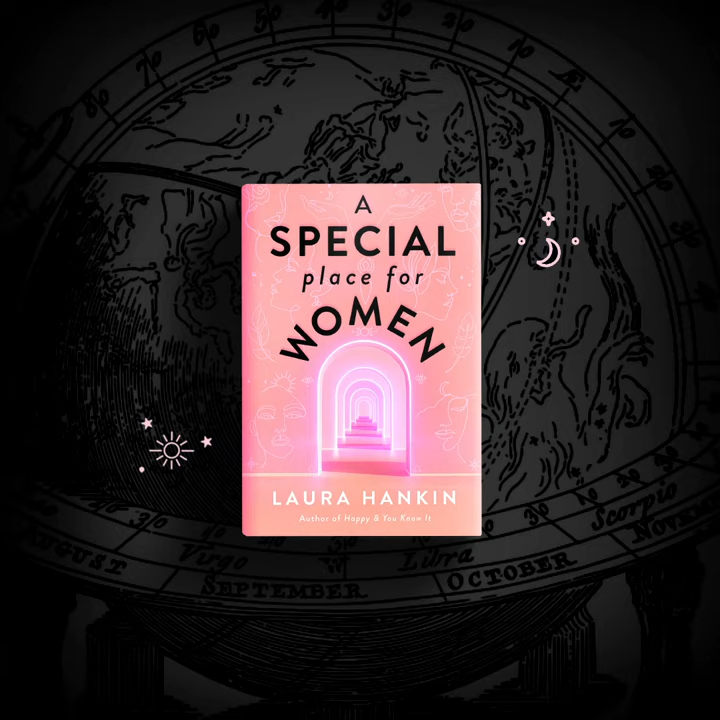 A
SPECIAL
place for
WOMEN
LAURA HANKIN
Author of Happy & You Know It
Scorpio
AUGUST
Virgo
Libra
SEPTEMBER
OCTOBER